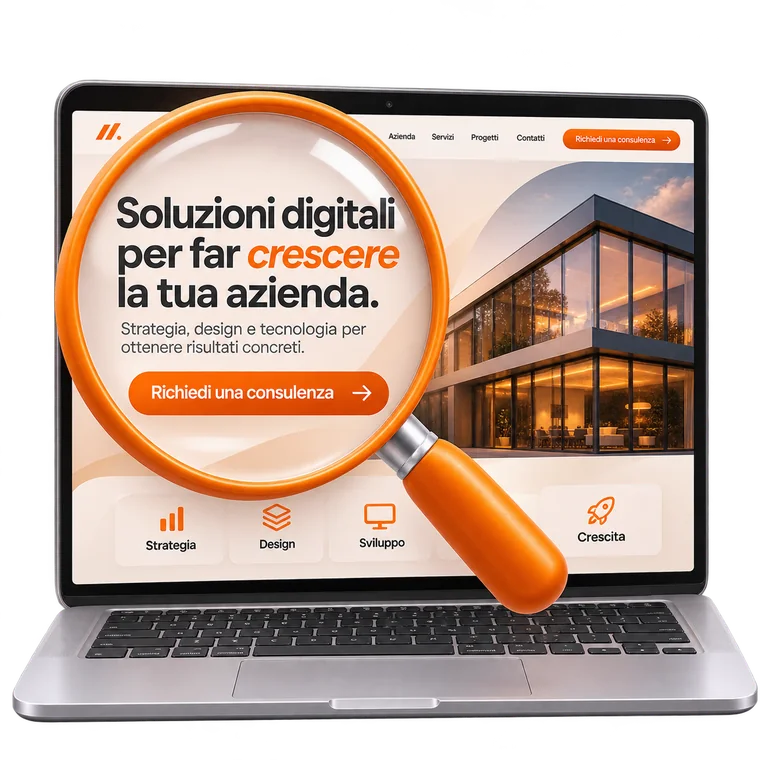 Azienda Servizi Progetti Contatti Richiedi una consulenza →
Soluzioni digitali
per far crescere
la tua azienda.
Strategia, design e tecnologia per
ottenere risultati concreti.
Richiedi una consulenza →
Strategia Design Sviluppo Crescita